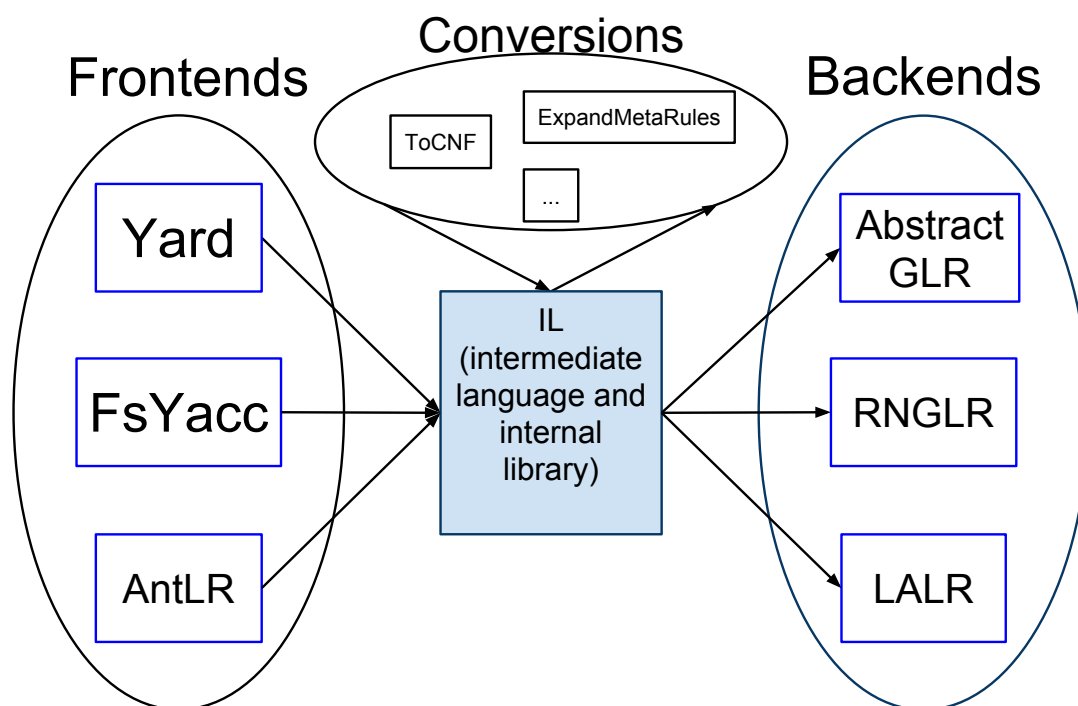 Conversions
Frontends
Backends
ToCNF
ExpandMetaRules
...
Yard
FsYacc
AntLR
IL
(intermediate
language and
internal
library)
Abstract
GLR
RNGLR
LALR